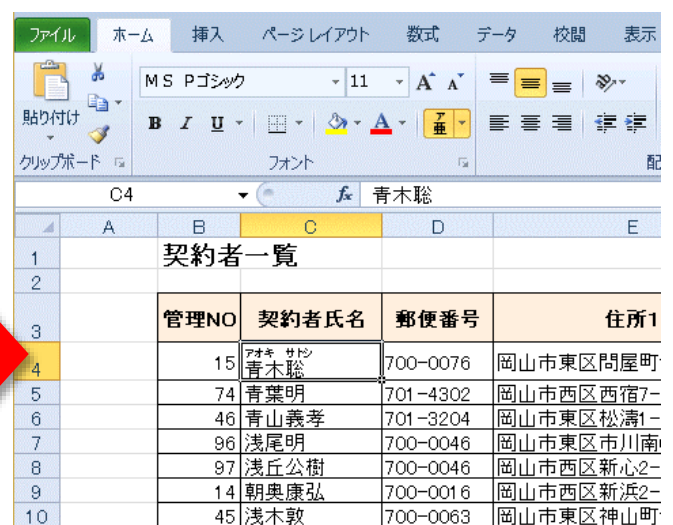 ファイル ホーム 挿入 ページ レイアウト 数式 データ 校閲 表示
ＭＳ Ｐゴシック 11 A A
貼り付け B I U A ア亜
クリップボード フォント 配
C4 fx 青木聡
A B C D E
1 契約者一覧
2
3 管理NO 契約者氏名 郵便番号 住所1
アオキ サトシ
4 15 青木聡 700-0076 岡山市東区問屋町
5 74 青葉明 701-4302 岡山市西区西宿7-
6 46 青山義孝 701-3204 岡山市東区松濤1-
7 96 浅尾明 700-0046 岡山市東区市川南
8 97 浅丘公樹 700-0046 岡山市西区新心2-
9 14 朝奥康弘 700-0016 岡山市西区新浜2-
10 45 浅木敦 700-0063 岡山市東区神山町